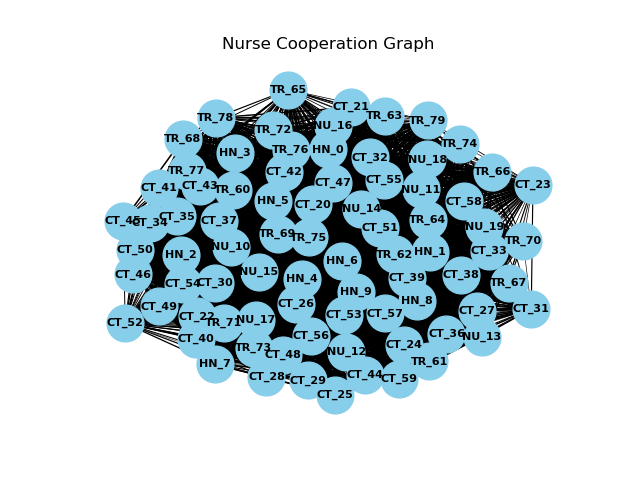 Nurse Cooperation Graph
TR_65
CT_21
TR_78
TR_63
TR_79
NU_16
TR_72
TR_68
TR_74
TR_76
HN_0
HN_3
CT_32
NU_18
TR_77
CT_42
TR_66
CT_55
CT_47
CT_23
CT_41
CT_43
TR_60
NU_11
HN_5
CT_20
CT_58
NU_14
CT_45
CT_34
CT_35
CT_37
TR_64
CT_51
NU_19
TR_69
TR_75
TR_70
NU_10
CT_50
HN_2
HN_1
CT_33
TR_62
HN_6
NU_15
CT_46
HN_4
CT_39
CT_38
CT_54
CT_30
TR_67
HN_9
HN_8
CT_49
CT_26
CT_52
CT_22
TR_71
NU_17
CT_53
CT_57
CT_27
CT_31
CT_40
CT_56
CT_36
NU_13
TR_73
CT_48
NU_12
CT_24
HN_7
TR_61
CT_28
CT_29
CT_44
CT_59
CT_25